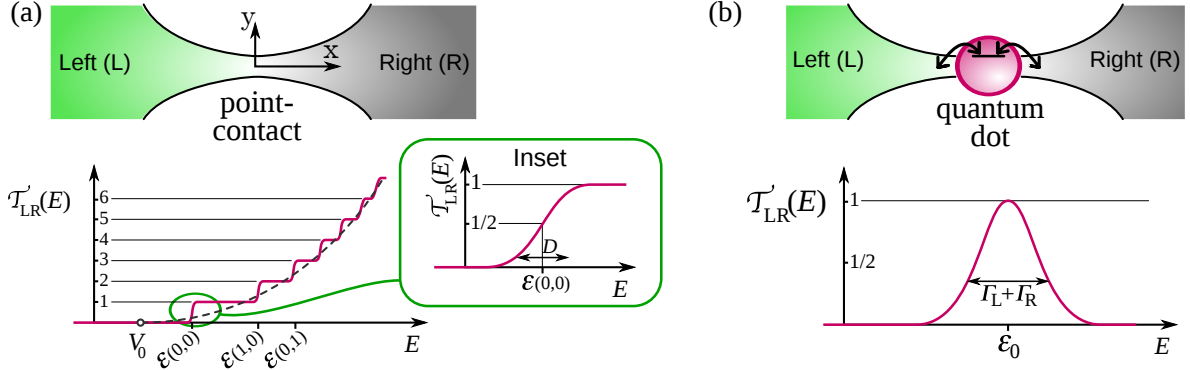 (a)
Left (L)
y
x
Right (R)
point-
contact
𝒯LR(E)
6
5
4
3
2
1
V0
ε(0,0)
ε(1,0)
ε(0,1)
E
Inset
𝒯LR(E)
1
1/2
D
ε(0,0)
E
(b)
Left (L)
Right (R)
quantum
dot
𝒯LR(E)
1
1/2
ΓL+ΓR
ε0
E